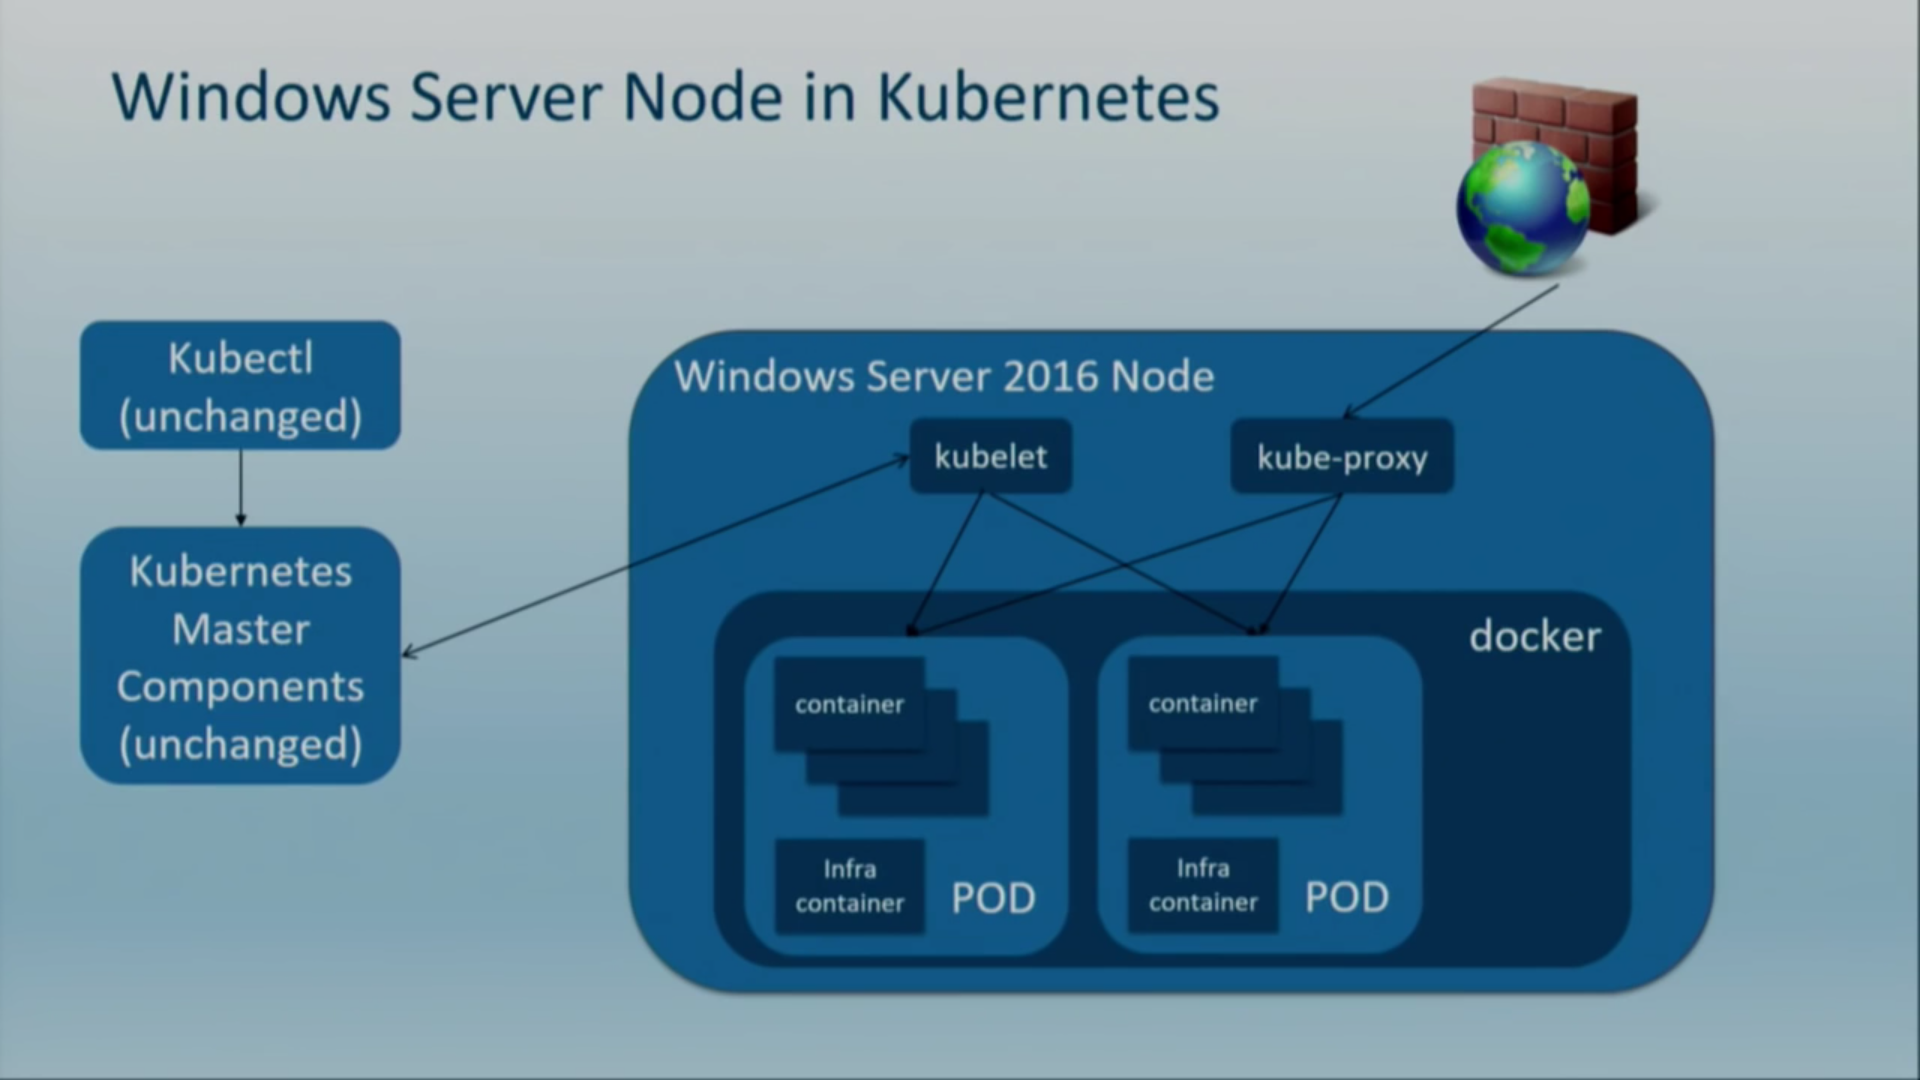 Windows Server Node in Kubernetes
Kubectl
(unchanged)
Kubernetes
Master
Components
(unchanged)
Windows Server 2016 Node
kubelet
kube-proxy
docker
container
Infra
container
POD
container
Infra
container
POD